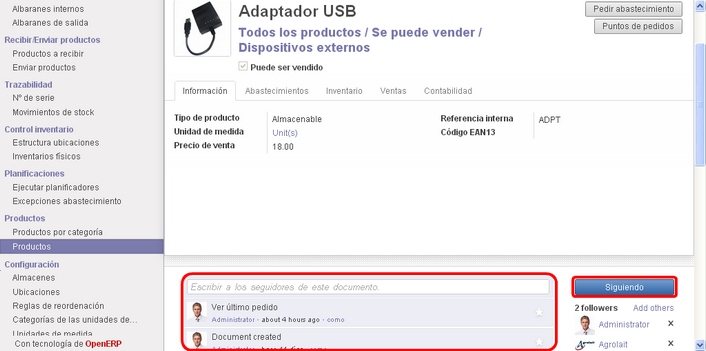 Albaranes internos
Albaranes de salida
Recibir/Enviar productos
Productos a recibir
Enviar productos
Trazabilidad
Nº de serie
Movimientos de stock
Control inventario
Estructura ubicaciones
Inventarios físicos
Planificaciones
Ejecutar planificadores
Excepciones abastecimiento
Productos
Productos por categoría
Productos
Configuración
Almacenes
Ubicaciones
Reglas de reordenación
Categorías de las unidades de...
Unidades de medida
Con tecnología de OpenERP
Adaptador USB
Todos los productos / Se puede vender /
Dispositivos externos
Puede ser vendido
Pedir abastecimiento
Puntos de pedidos
Información Abastecimientos Inventario Ventas Contabilidad
Tipo de producto Almacenable Referencia interna ADPT
Unidad de medida Unit(s) Código EAN13
Precio de venta 18.00
Escribir a los seguidores de este documento.
Ver último pedido
Administrator - about 4 hours ago - como
Document created
Siguiendo
2 followers Add others
Administrator ×
Agrolait ×